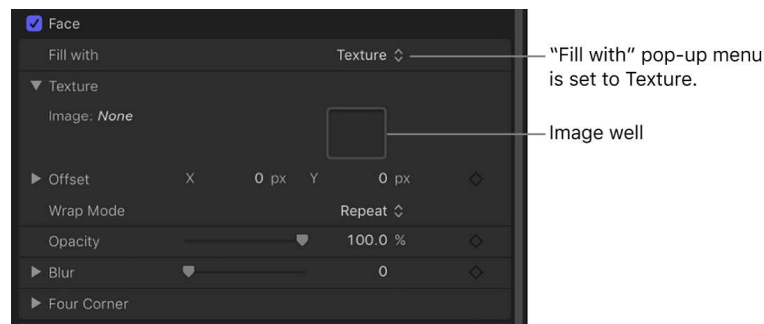 Face
Fill with Texture
“Fill with” pop-up menu
is set to Texture.
Texture
Image: None
Image well
Offset X 0 px Y 0 px
Wrap Mode Repeat
Opacity 100.0 %
Blur 0
Four Corner